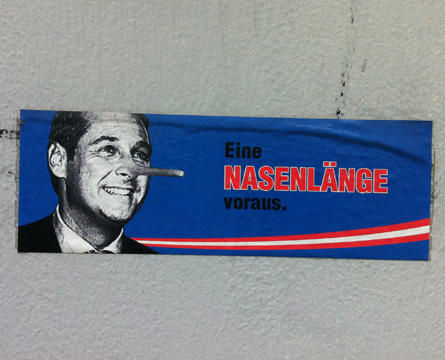 Eine
NASENLÄNGE
voraus.